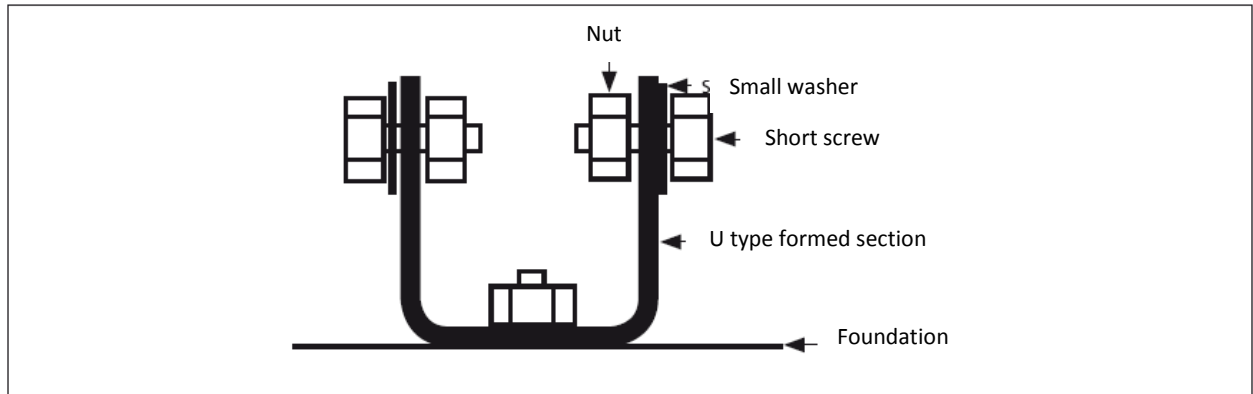 Nut
s Small washer
Short screw
U type formed section
Foundation